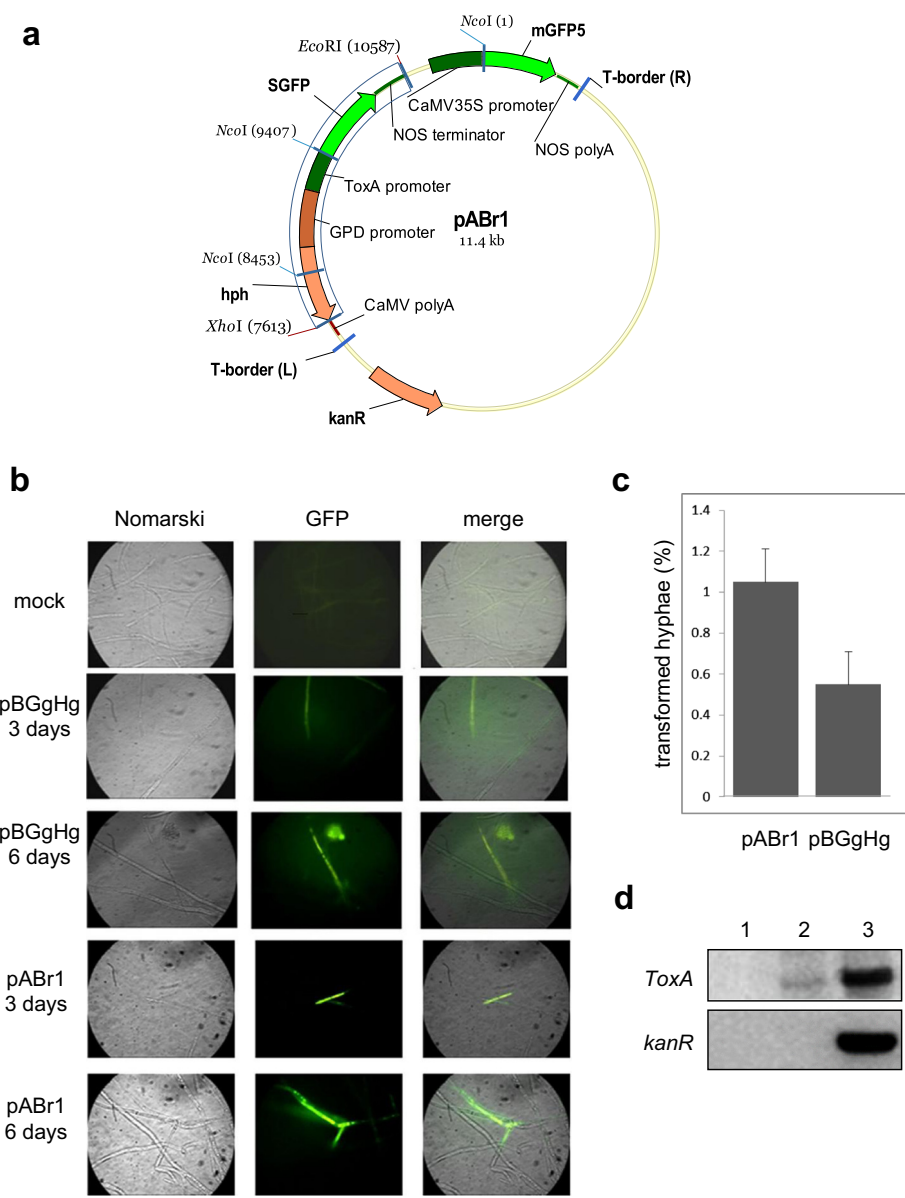 a
NcoI (1)
mGFP5
EcoRI (10587)
T-border (R)
SGFP
CaMV35S promoter
NcoI (9407)
NOS terminator
NOS polyA
ToxA promoter
GPD promoter
pABr1
11.4 kb
NcoI (8453)
hph
CaMV polyA
XhoI (7613)
T-border (L)
kanR
b
Nomarski GFP merge
mock
pBGgHg
3 days
pBGgHg
6 days
pABr1
3 days
pABr1
6 days
c
transformed hyphae (%)
1.4
1.2
1
0.8
0.6
0.4
0.2
0
pABr1 pBGgHg
d
1 2 3
ToxA
kanR